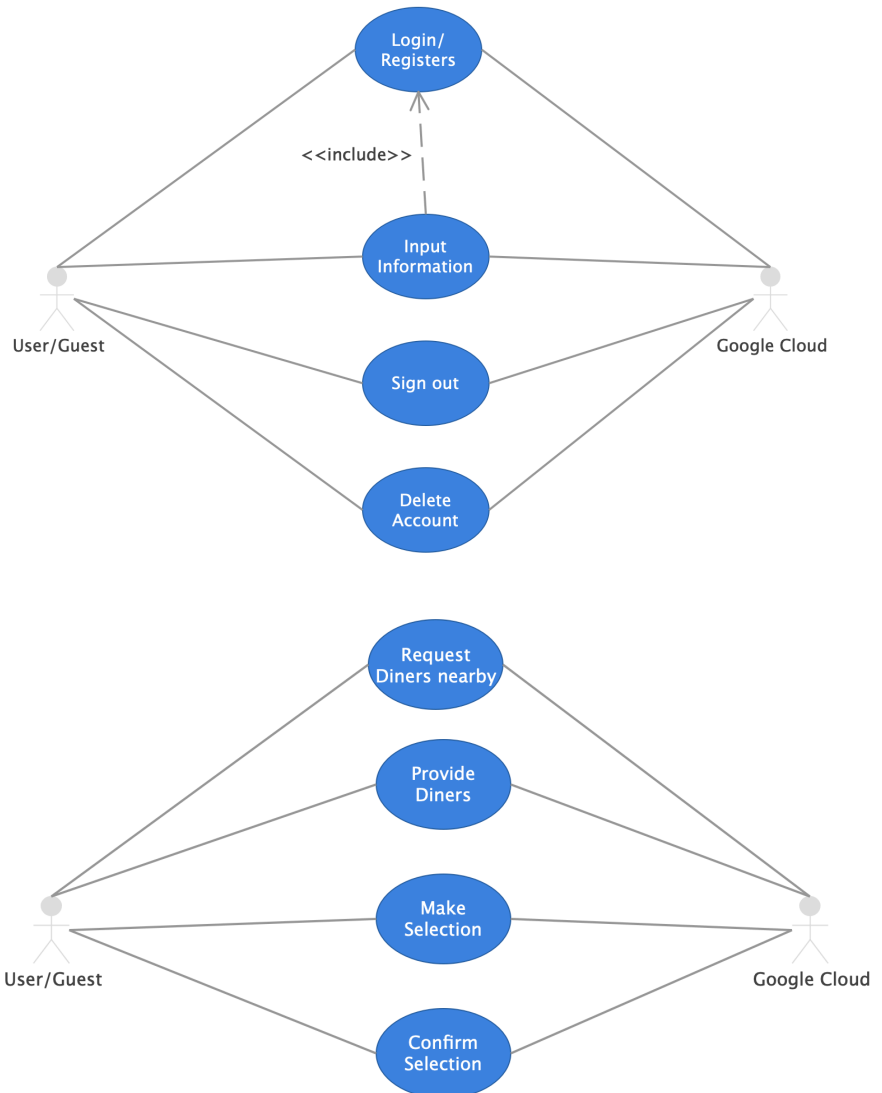 Login/
Registers
<<include>>
Input
Information
User/Guest
Google Cloud
Sign out
Delete
Account
Request
Diners nearby
Provide
Diners
Make
Selection
User/Guest
Google Cloud
Confirm
Selection